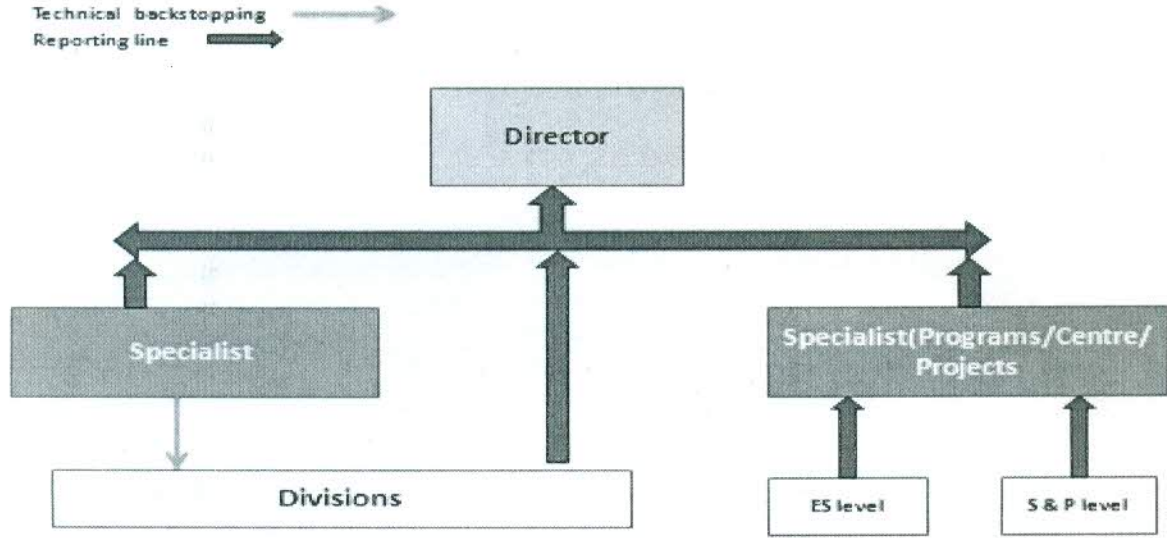 Technical backstopping
Reporting line
Director
Specialist
Specialist(Programs/Centre/
Projects
Divisions
ES level
S & P level